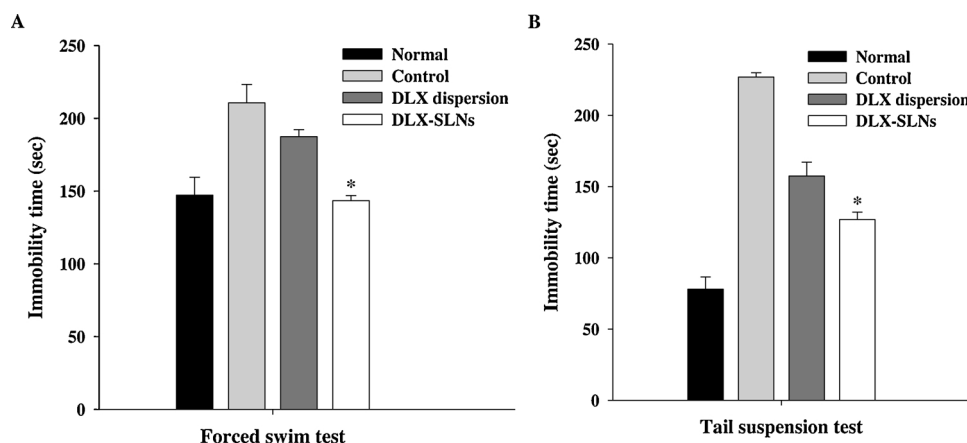 A
250
200
150
100
50
0
Immobility time (sec)
Normal
Control
DLX dispersion
DLX-SLNs
*
Forced swim test
B
250
200
150
100
50
0
Immobility time (sec)
Normal
Control
DLX dispersion
DLX-SLNs
*
Tail suspension test